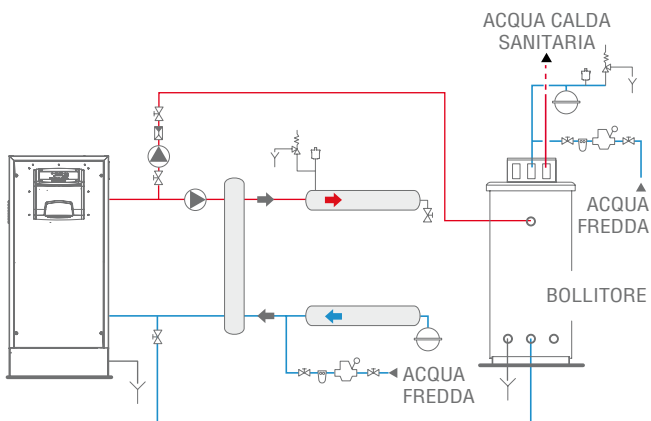 ACQUA CALDA
SANITARIA
ACQUA
FREDDA
BOLLITORE
ACQUA
FREDDA